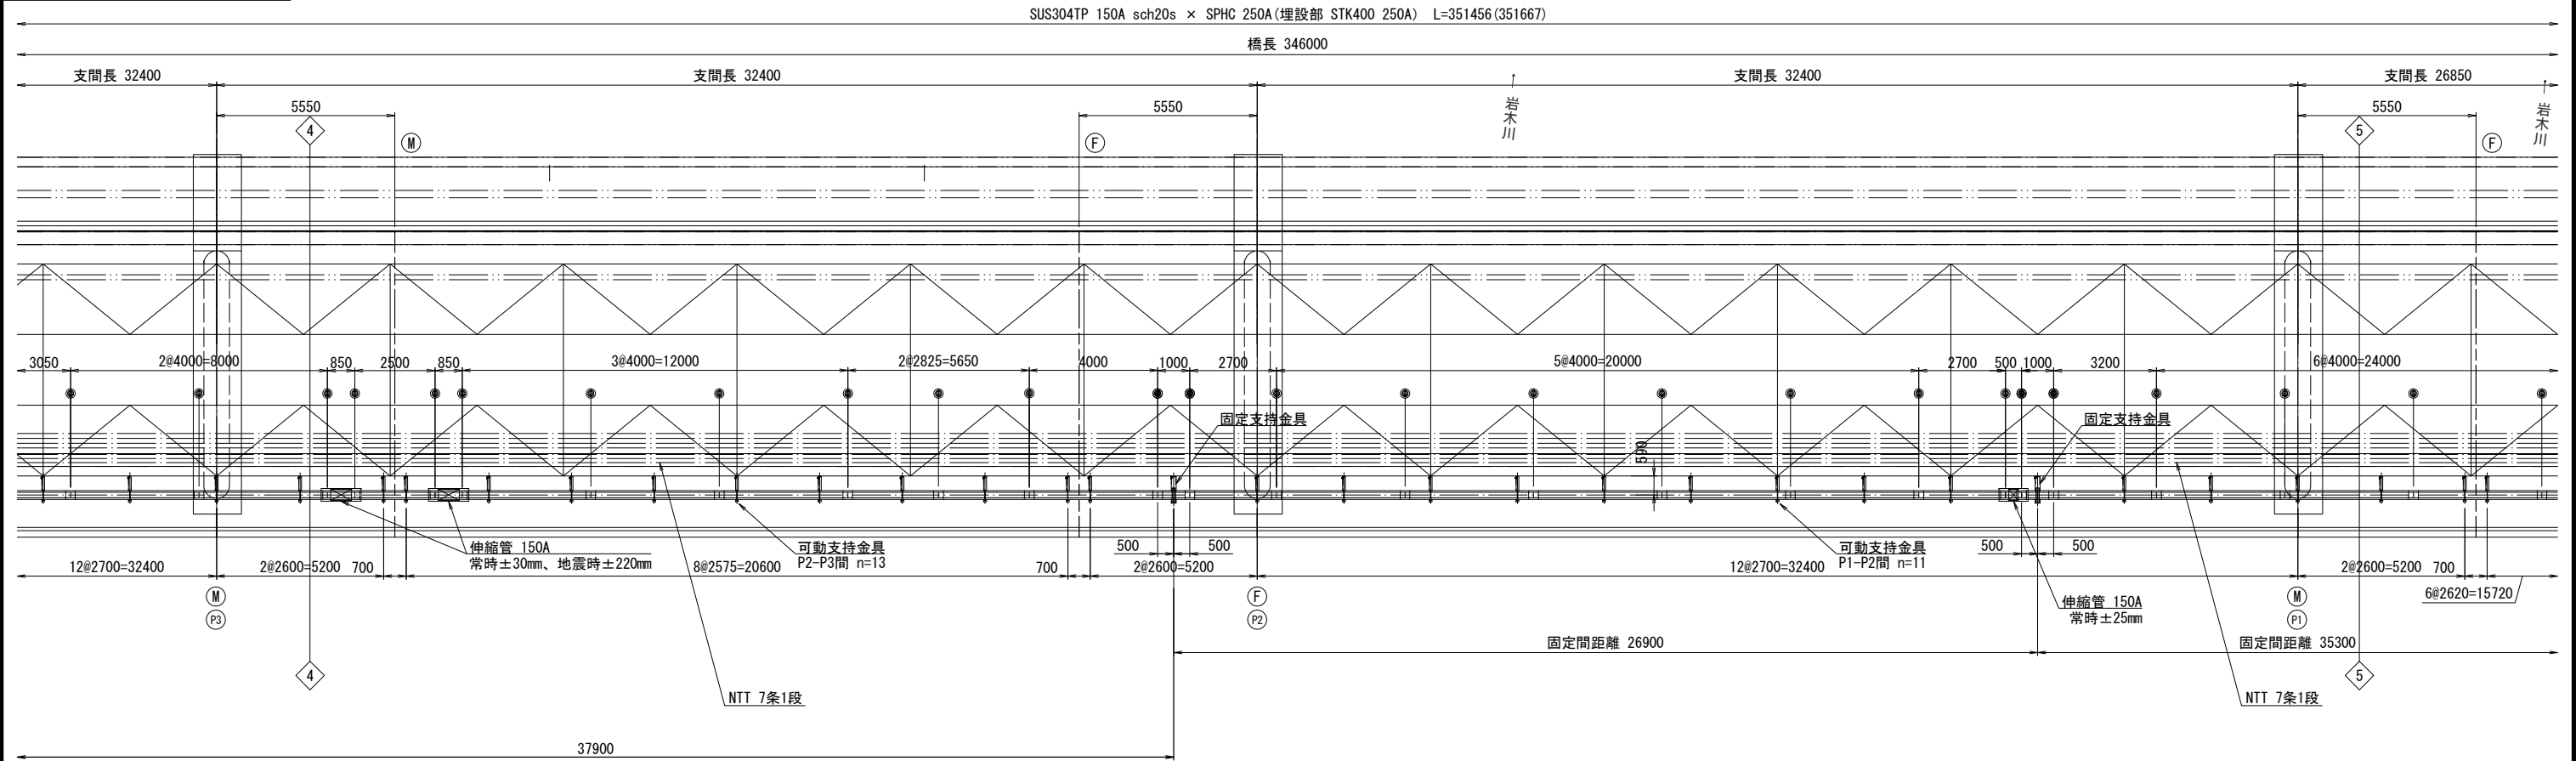 SUS304TP 150A sch20s × SPHC 250A(埋設部 STK400 250A) L=351456(351667)
橋長 346000
支間長 32400
支間長 32400
支間長 32400
支間長 26850
5550
5550
5550
岩木川
岩木川
4
M
F
5
F
3050
2@4000=8000
850
2500
850
3@4000=12000
2@2825=5650
4000
1000
2700
5@4000=20000
2700
500
1000
3200
6@4000=24000
固定支持金具
固定支持金具
590
伸縮管 150A
常時±30mm、地震時±220mm
可動支持金具
P2-P3間 n=13
500
500
可動支持金具
P1-P2間 n=11
500
500
12@2700=32400
2@2600=5200
700
8@2575=20600
700
2@2600=5200
12@2700=32400
2@2600=5200
700
6@2620=15720
M
P3
F
P2
M
P1
伸縮管 150A
常時±25mm
固定間距離 26900
固定間距離 35300
4
5
NTT 7条1段
NTT 7条1段
37900